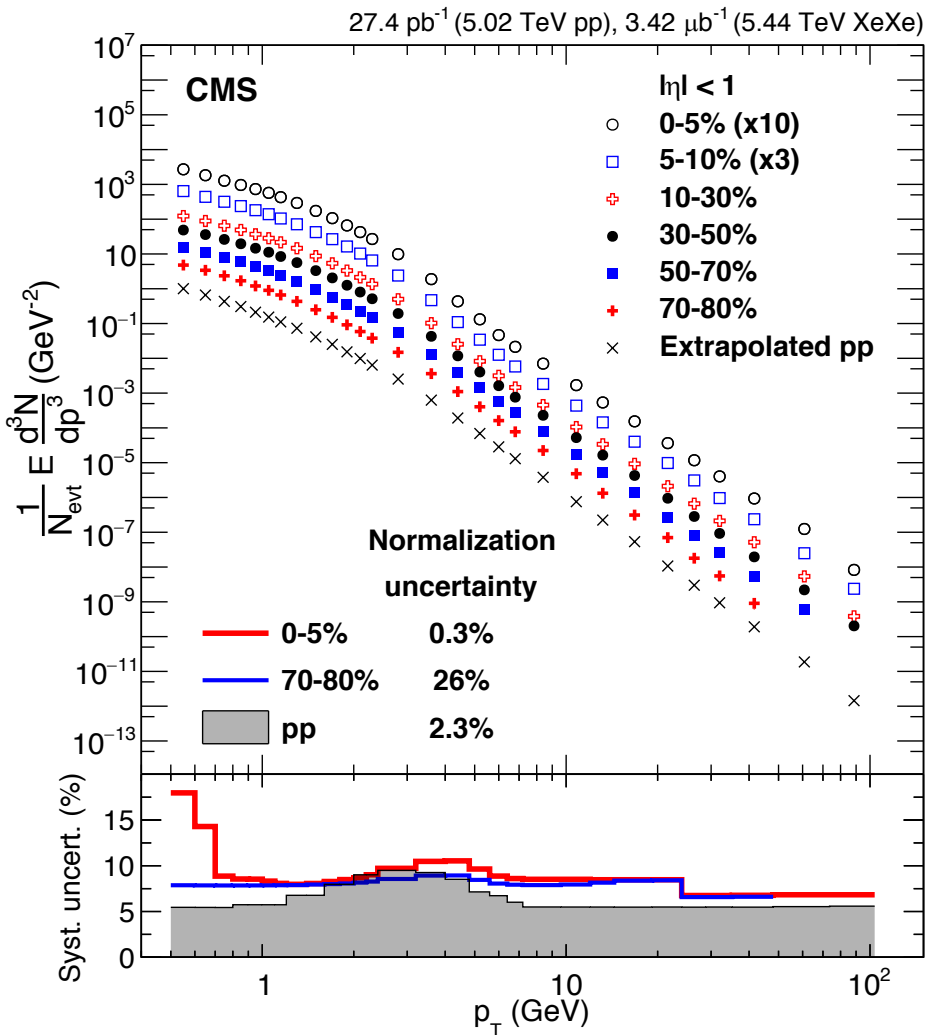 27.4 pb⁻¹ (5.02 TeV pp), 3.42 μb⁻¹ (5.44 TeV XeXe)
CMS
|η| < 1
0-5% (x10)
5-10% (x3)
10-30%
30-50%
50-70%
70-80%
Extrapolated pp
10⁷
10⁵
10³
10
10⁻¹
10⁻³
10⁻⁵
10⁻⁷
10⁻⁹
10⁻¹¹
10⁻¹³
1/N_evt E d³N/dp³ (GeV⁻²)
Normalization
uncertainty
0-5% 0.3%
70-80% 26%
pp 2.3%
Syst. uncert. (%)
15
10
5
0
1 10 10²
p_T (GeV)